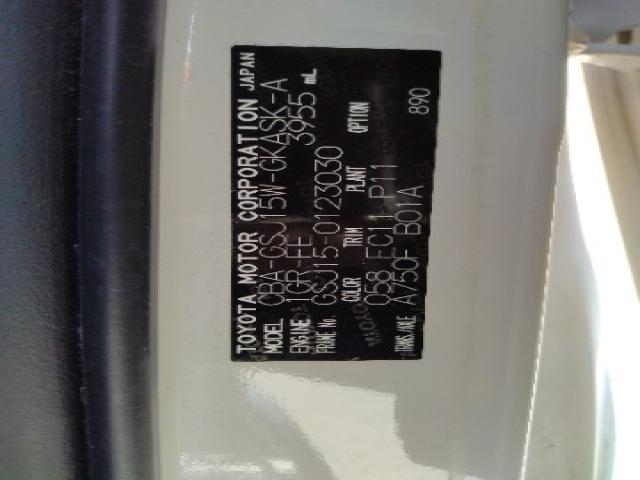 TOYOTA MOTOR CORPORATION JAPAN
MODEL CBA-GSJ15W-GKASK-A
ENGINE 1GR-FE 3955 mL
FRAME No. GSJ15-0123030
COLOR TRIM PLANT OPTION
058 FC11 P11
TRANS/AXLE A750F B01A 890